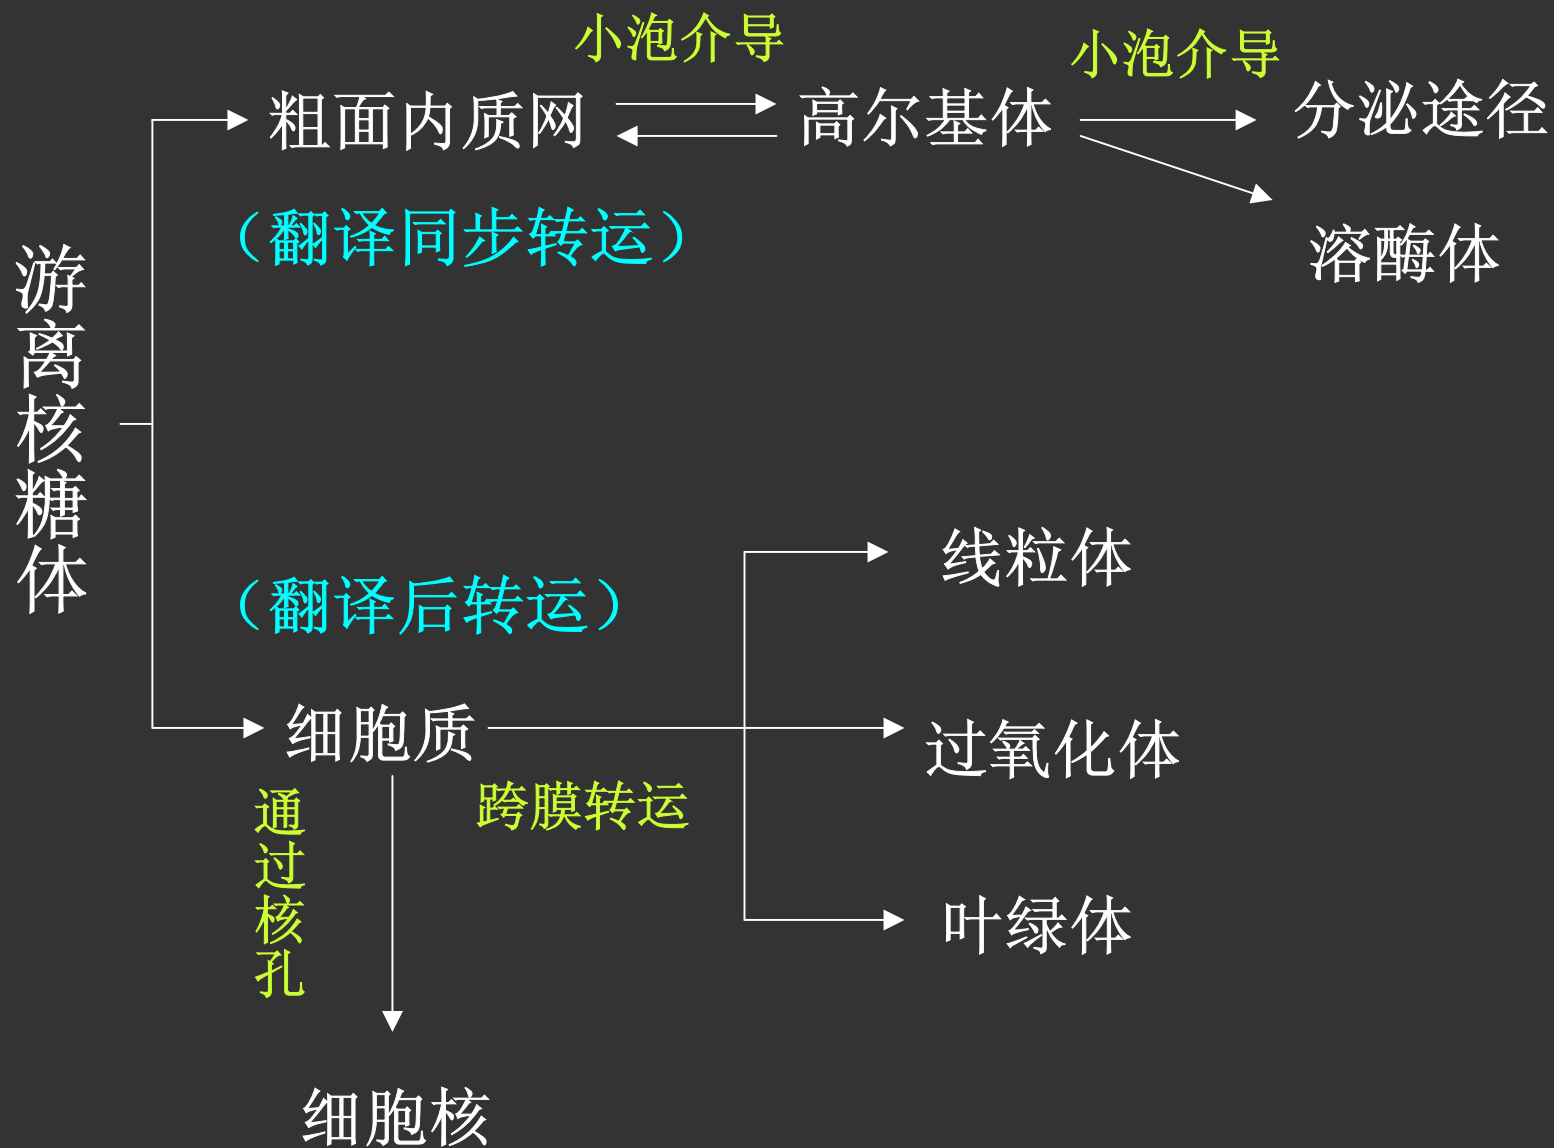 小泡介导
小泡介导
粗面内质网
高尔基体
分泌途径
（翻译同步转运）
溶酶体
游离核糖体
线粒体
（翻译后转运）
细胞质
过氧化体
跨膜转运
通过核孔
叶绿体
细胞核